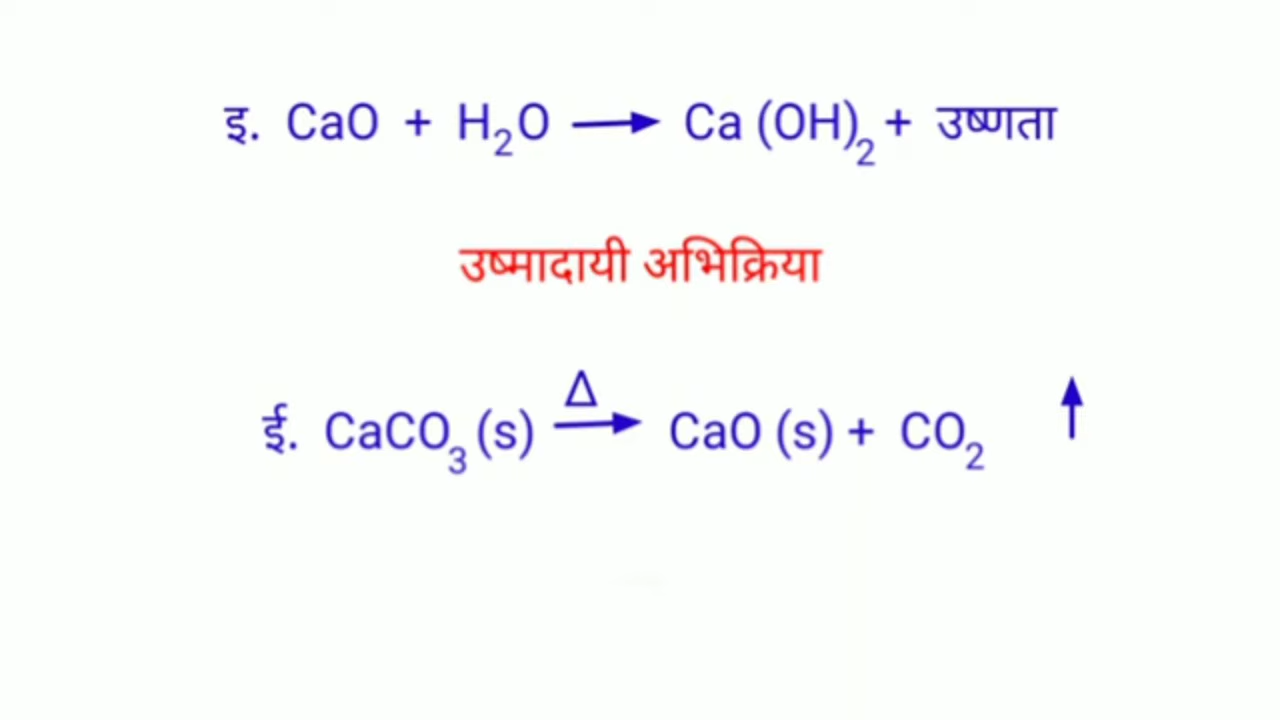 इ. CaO + H₂O ⟶ Ca (OH)₂ + उष्णता
उष्मादायी अभिक्रिया
Δ
ई. CaCO₃ (s) ⟶ CaO (s) + CO₂ ↑